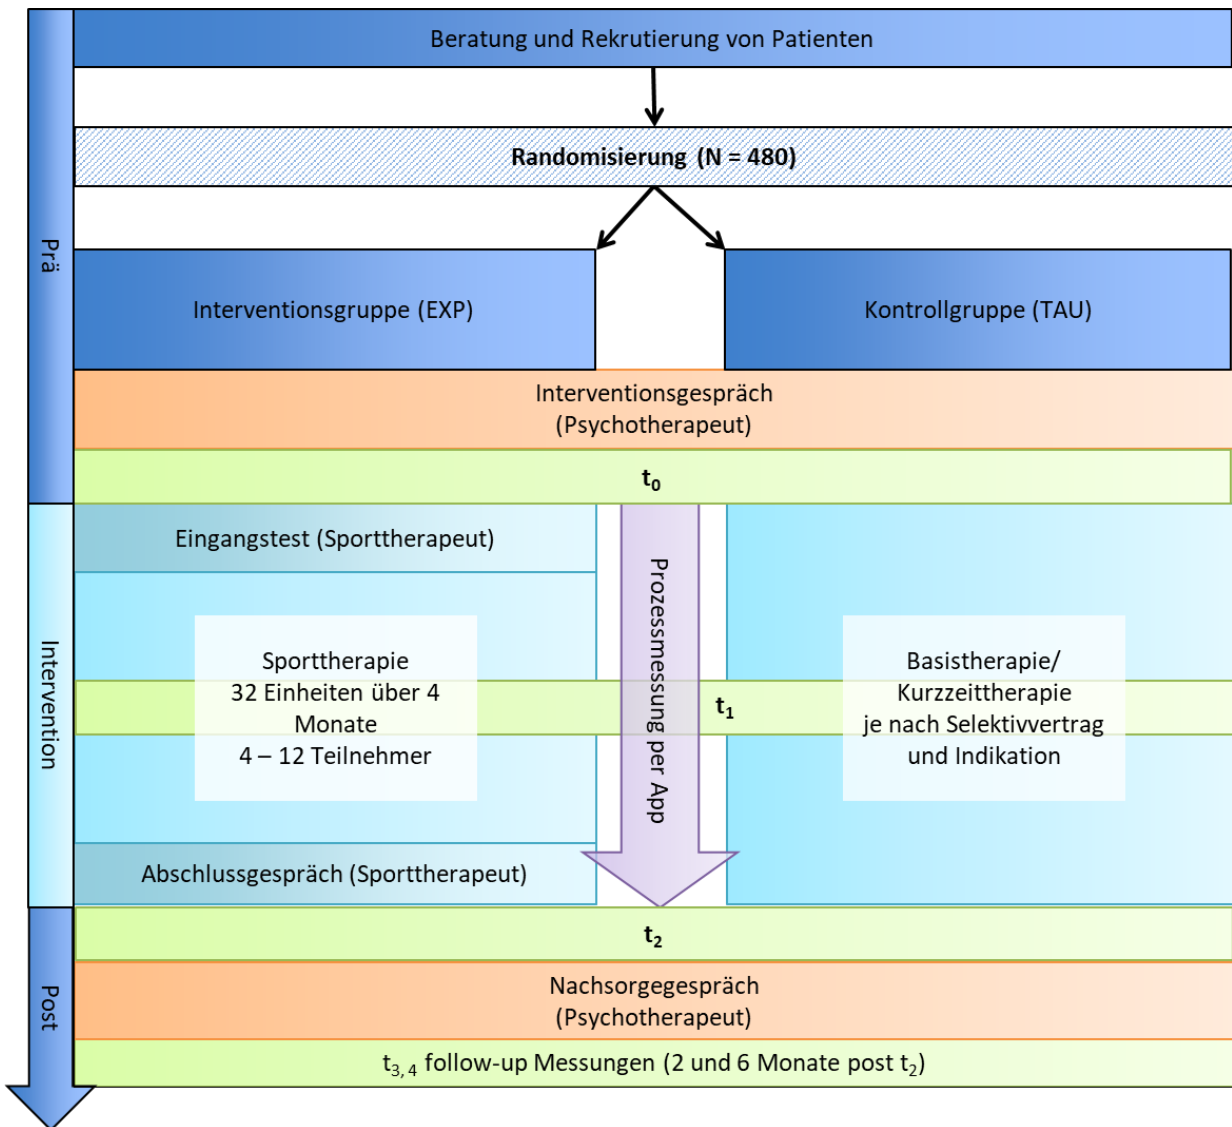 Beratung und Rekrutierung von Patienten
Randomisierung (N = 480)
Prä
Interventionsgruppe (EXP)
Kontrollgruppe (TAU)
Interventionsgespräch
(Psychotherapeut)
t0
Intervention
Eingangstest (Sporttherapeut)
Sporttherapie
32 Einheiten über 4
Monate
4 – 12 Teilnehmer
Prozessmessung per App
t1
Basistherapie/
Kurzzeittherapie
je nach Selektivvertrag
und Indikation
Abschlussgespräch (Sporttherapeut)
Post
t2
Nachsorgegespräch
(Psychotherapeut)
t3, 4 follow-up Messungen (2 und 6 Monate post t2)